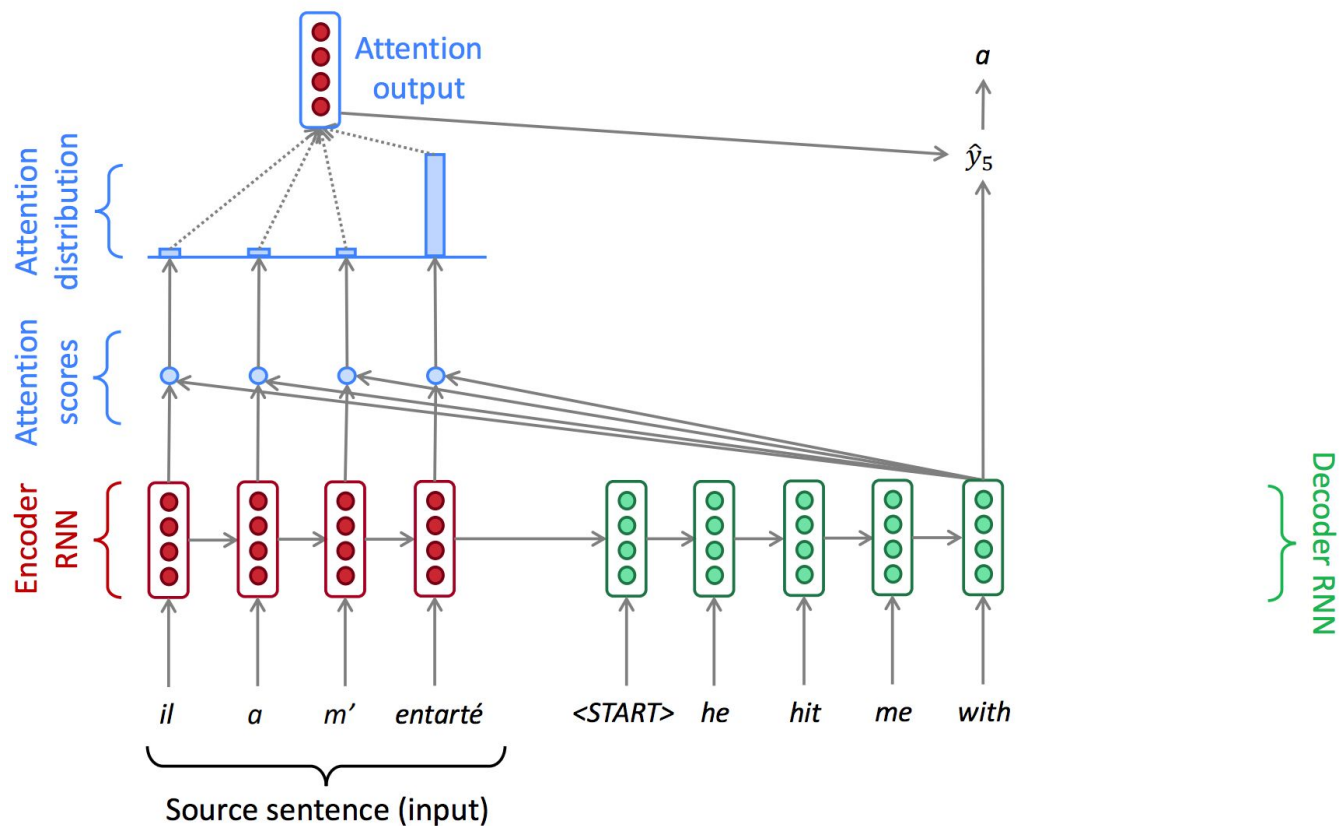 Attention
output
a
Attention
distribution
ŷ₅
Attention
scores
Encoder
RNN
Decoder RNN
il a m’ entarté <START> he hit me with
Source sentence (input)